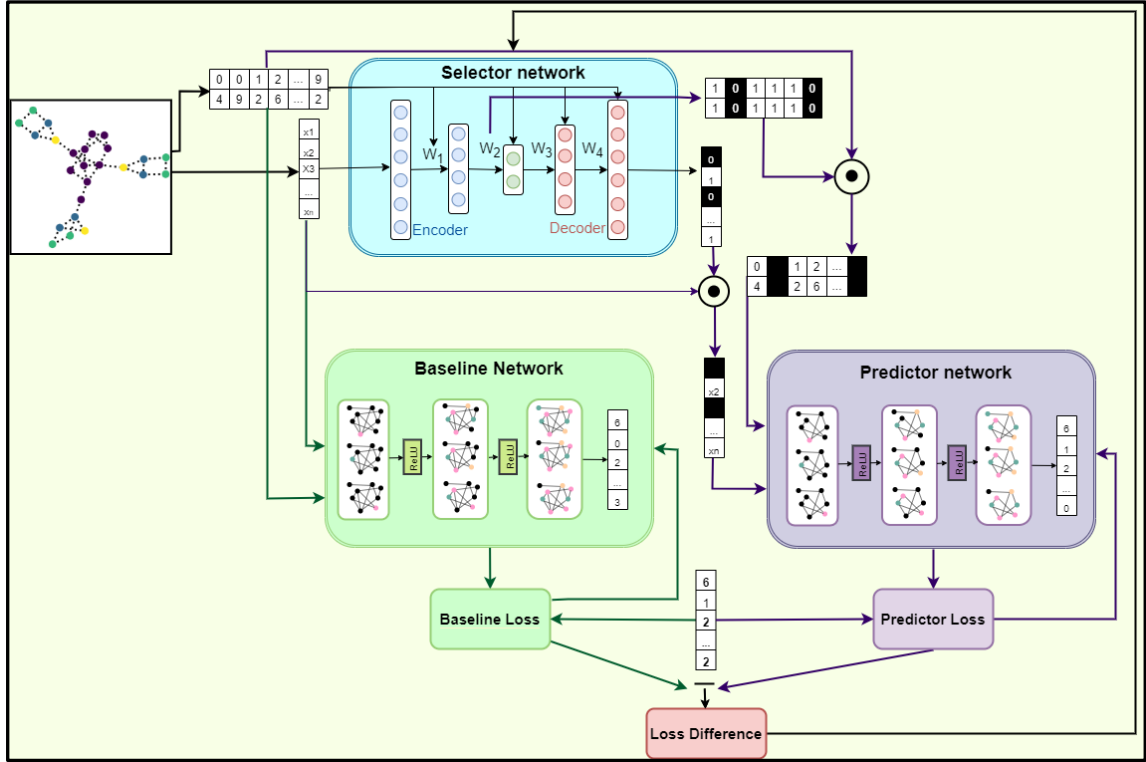 Selector network
0 0 1 2 ... 9
4 9 2 6 ... 2
x1
x2
x3
...
xn
W1
W2
W3
W4
Encoder
Decoder
1 0 1 1 1 0
1 0 1 1 1 0
0
1
0
...
1
0 1 2 ...
4 2 6 ...
x2
...
xn
Baseline Network
ReLU
ReLU
6
0
2
...
3
Predictor network
ReLU
ReLU
6
1
2
...
0
Baseline Loss
6
1
2
...
2
Predictor Loss
Loss Difference